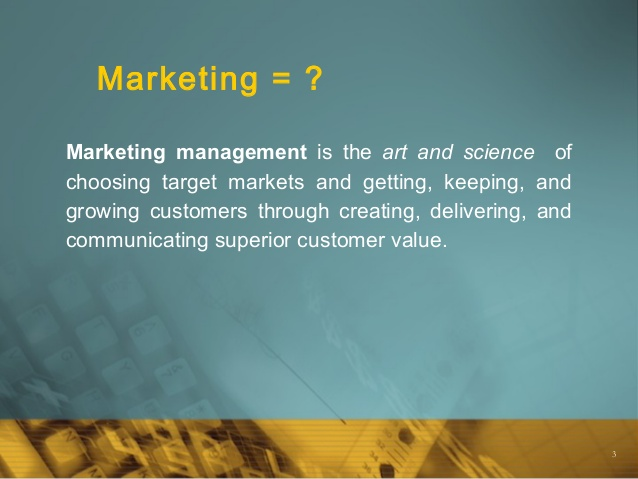 Marketing = ?
Marketing management is the art and science of
choosing target markets and getting, keeping, and
growing customers through creating, delivering, and
communicating superior customer value.
3